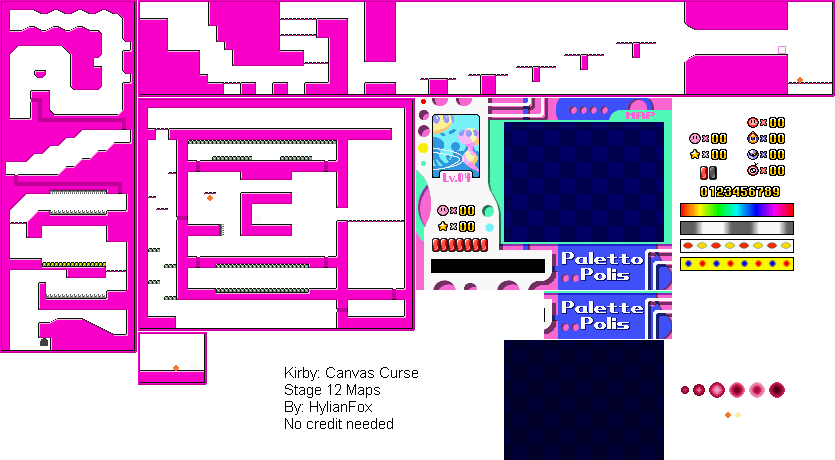 MAP
Lv.04
×00
×00
Paletto
Polis
Palette
Polis
×00
×00
×00
×00
×00
×00
0123456789
Kirby: Canvas Curse
Stage 12 Maps
By: HylianFox
No credit needed